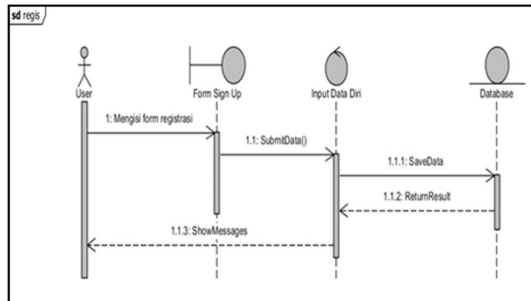 sd regis
User
Form Sign Up
Input Data Diri
Database
1: Mengisi form registrasi
1.1: SubmitData()
1.1.1: SaveData
1.1.2: ReturnResult
1.1.3: ShowMessages